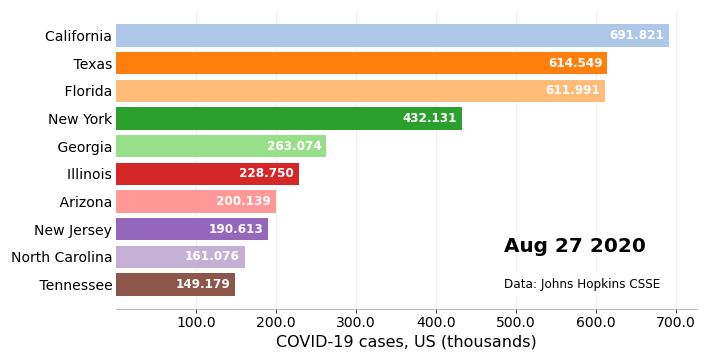 California 691.821
Texas 614.549
Florida 611.991
New York 432.131
Georgia 263.074
Illinois 228.750
Arizona 200.139
New Jersey 190.613
North Carolina 161.076
Tennessee 149.179
Aug 27 2020
Data: Johns Hopkins CSSE
100.0 200.0 300.0 400.0 500.0 600.0 700.0
COVID-19 cases, US (thousands)